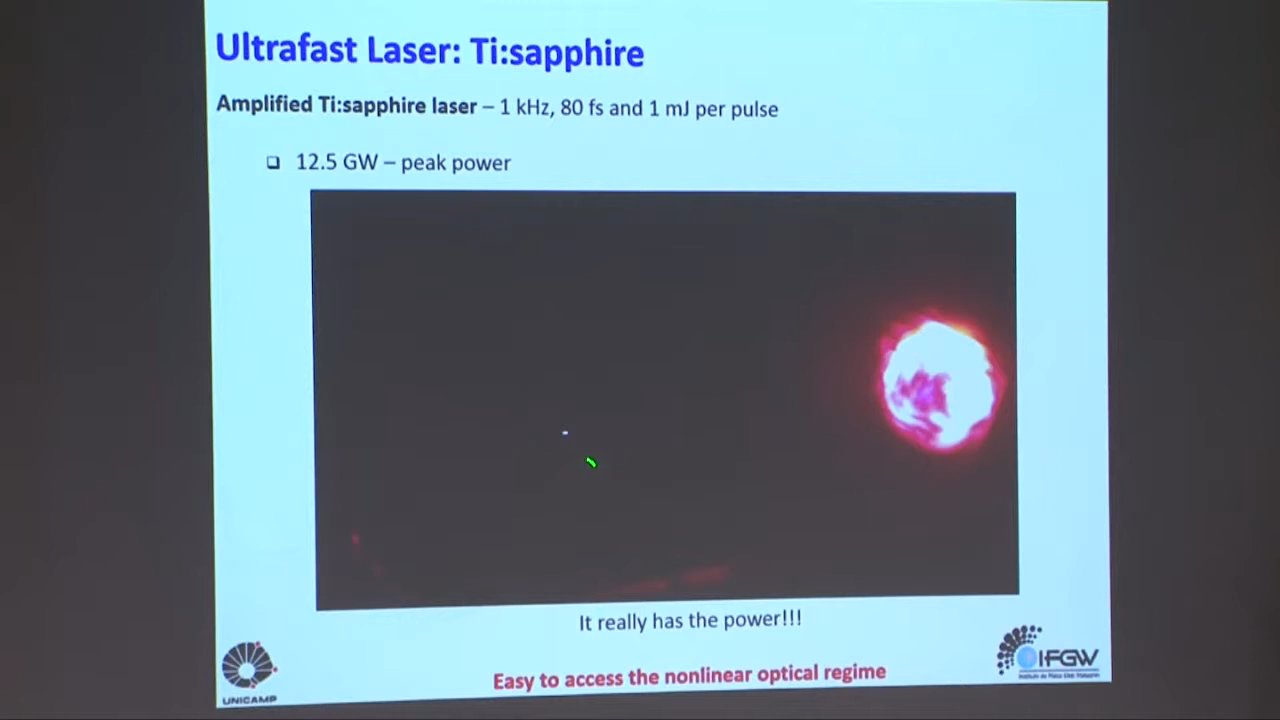 Ultrafast Laser: Ti:sapphire
Amplified Ti:sapphire laser – 1 kHz, 80 fs and 1 mJ per pulse
❑ 12.5 GW – peak power
It really has the power!!!
Easy to access the nonlinear optical regime
UNICAMP
IFGW